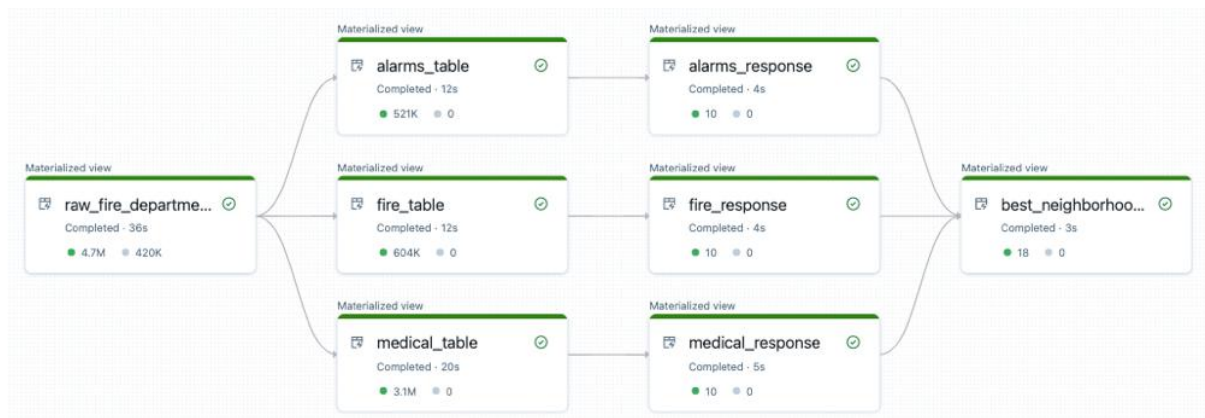 Materialized view
alarms_table
Completed · 12s
521K 0
Materialized view
alarms_response
Completed · 4s
10 0
Materialized view
raw_fire_departme...
Completed · 36s
4.7M 420K
Materialized view
fire_table
Completed · 12s
604K 0
Materialized view
fire_response
Completed · 4s
10 0
Materialized view
best_neighborhoo...
Completed · 3s
18 0
Materialized view
medical_table
Completed · 20s
3.1M 0
Materialized view
medical_response
Completed · 5s
10 0